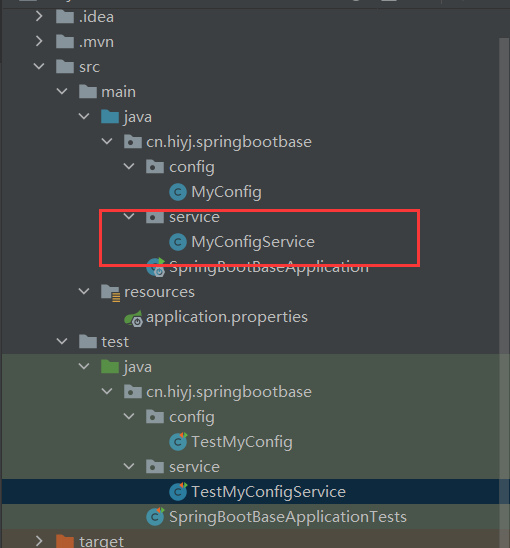 .idea
.mvn
src
main
java
cn.hiyj.springbootbase
config
MyConfig
service
MyConfigService
SpringBootBaseApplication
resources
application.properties
test
java
cn.hiyj.springbootbase
config
TestMyConfig
service
TestMyConfigService
SpringBootBaseApplicationTests
target